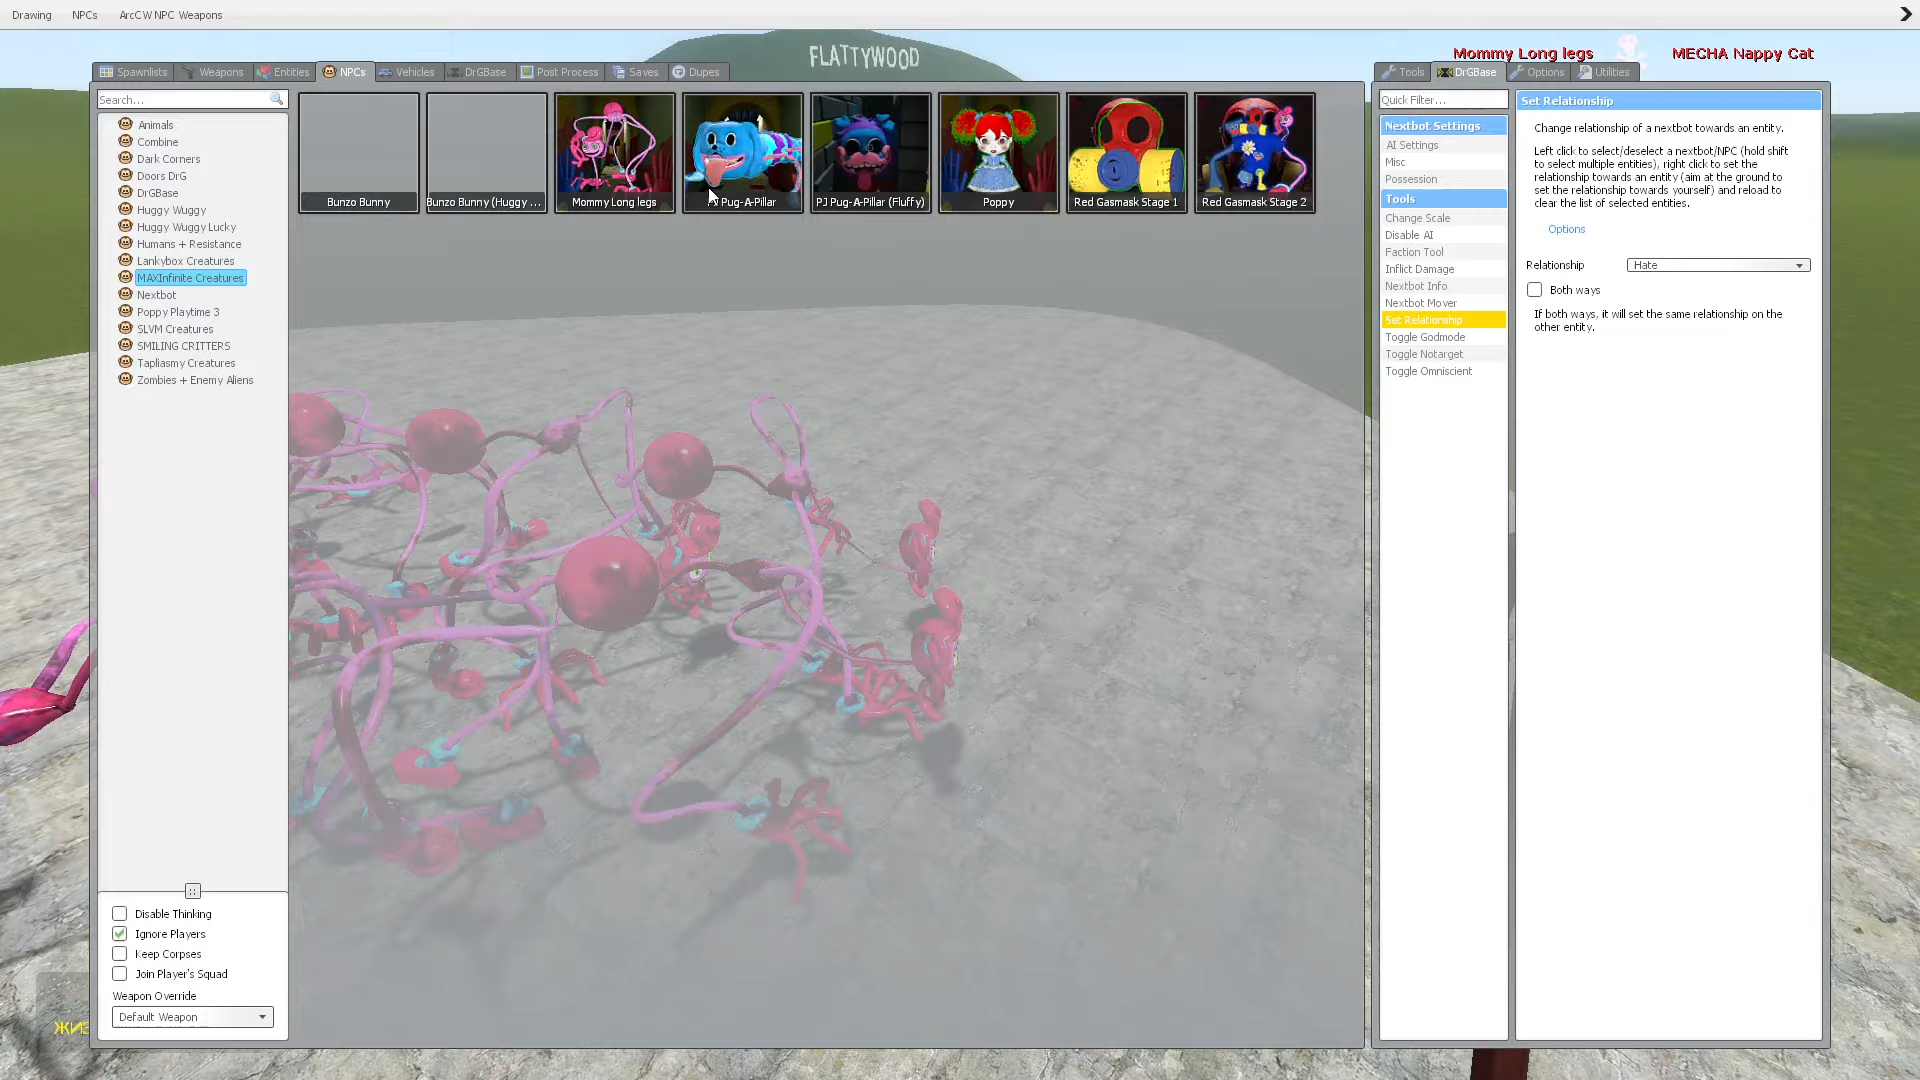 Drawing NPCs ArcCW NPC Weapons
FLATTYWOOD
Mommy Long legs MECHA Nappy Cat
Spawnlists Weapons Entities NPCs Vehicles DrGBase Post Process Saves Dupes
Search...
Animals
Combine
Dark Corners
Doors DrG
DrGBase
Huggy Wuggy
Huggy Wuggy Lucky
Humans + Resistance
Lankybox Creatures
MAXInfinite Creatures
Nextbot
Poppy Playtime 3
SLVM Creatures
SMILING CRITTERS
Tapliasmy Creatures
Zombies + Enemy Aliens
Disable Thinking
Ignore Players
Keep Corpses
Join Player's Squad
Weapon Override
Default Weapon
Bunzo Bunny
Bunzo Bunny (Huggy ...
Mommy Long legs
PJ Pug-A-Pillar
PJ Pug-A-Pillar (Fluffy)
Poppy
Red Gasmask Stage 1
Red Gasmask Stage 2
Tools DrGBase Options Utilities
Quick Filter...
Nextbot Settings
AI Settings
Misc
Possession
Tools
Change Scale
Disable AI
Faction Tool
Inflict Damage
Nextbot Info
Nextbot Mover
Set Relationship
Toggle Godmode
Toggle Notarget
Toggle Omniscient
Set Relationship
Change relationship of a nextbot towards an entity.
Left click to select/deselect a nextbot/NPC (hold shift
to select multiple entities), right click to set the
relationship towards an entity (aim at the ground to
set the relationship towards yourself) and reload to
clear the list of selected entities.
Options
Relationship Hate
Both ways
If both ways, it will set the same relationship on the
other entity.